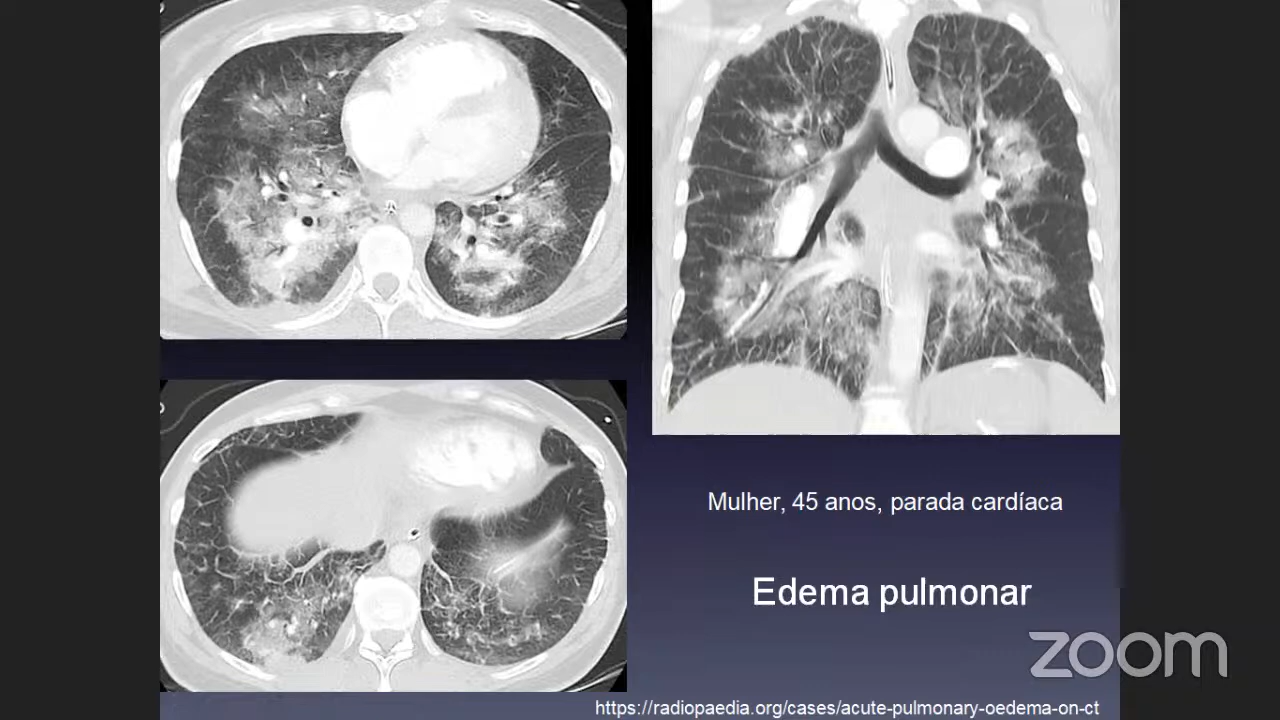 Mulher, 45 anos, parada cardíaca
Edema pulmonar
zoom
https://radiopaedia.org/cases/acute-pulmonary-oedema-on-ct